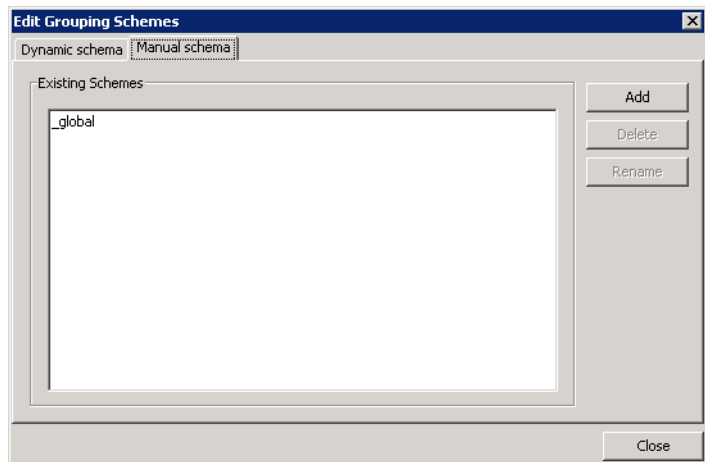 Edit Grouping Schemes
Dynamic schema Manual schema
Existing Schemes
_global
Add
Delete
Rename
Close